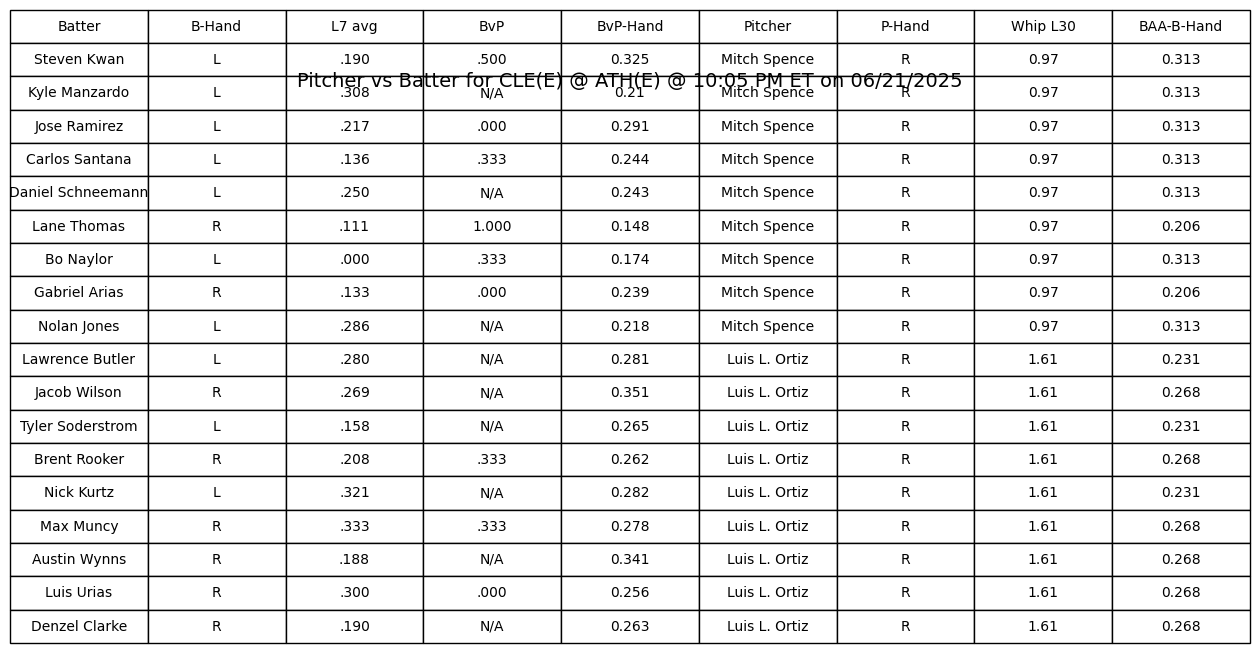 Batter B-Hand L7 avg BvP BvP-Hand Pitcher P-Hand Whip L30 BAA-B-Hand
Steven Kwan L .190 .500 0.325 Mitch Spence R 0.97 0.313
Pitcher vs Batter for CLE(E) @ ATH(E) @ 10:05 PM ET on 06/21/2025
Kyle Manzardo L .308 N/A 0.21 Mitch Spence R 0.97 0.313
Jose Ramirez L .217 .000 0.291 Mitch Spence R 0.97 0.313
Carlos Santana L .136 .333 0.244 Mitch Spence R 0.97 0.313
Daniel Schneemann L .250 N/A 0.243 Mitch Spence R 0.97 0.313
Lane Thomas R .111 1.000 0.148 Mitch Spence R 0.97 0.206
Bo Naylor L .000 .333 0.174 Mitch Spence R 0.97 0.313
Gabriel Arias R .133 .000 0.239 Mitch Spence R 0.97 0.206
Nolan Jones L .286 N/A 0.218 Mitch Spence R 0.97 0.313
Lawrence Butler L .280 N/A 0.281 Luis L. Ortiz R 1.61 0.231
Jacob Wilson R .269 N/A 0.351 Luis L. Ortiz R 1.61 0.268
Tyler Soderstrom L .158 N/A 0.265 Luis L. Ortiz R 1.61 0.231
Brent Rooker R .208 .333 0.262 Luis L. Ortiz R 1.61 0.268
Nick Kurtz L .321 N/A 0.282 Luis L. Ortiz R 1.61 0.231
Max Muncy R .333 .333 0.278 Luis L. Ortiz R 1.61 0.268
Austin Wynns R .188 N/A 0.341 Luis L. Ortiz R 1.61 0.268
Luis Urias R .300 .000 0.256 Luis L. Ortiz R 1.61 0.268
Denzel Clarke R .190 N/A 0.263 Luis L. Ortiz R 1.61 0.268